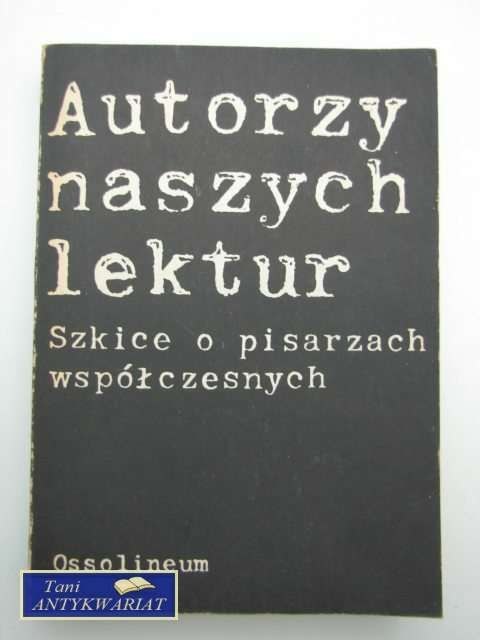 Autorzy
naszych
lektur
Szkice o pisarzach
współczesnych
Ossolineum
Tani
ANTYKWARIAT